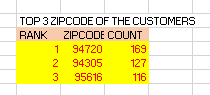 TOP 3 ZIPCODE OF THE CUSTOMERS
RANK ZIPCODE COUNT
1 94720 169
2 94305 127
3 95616 116